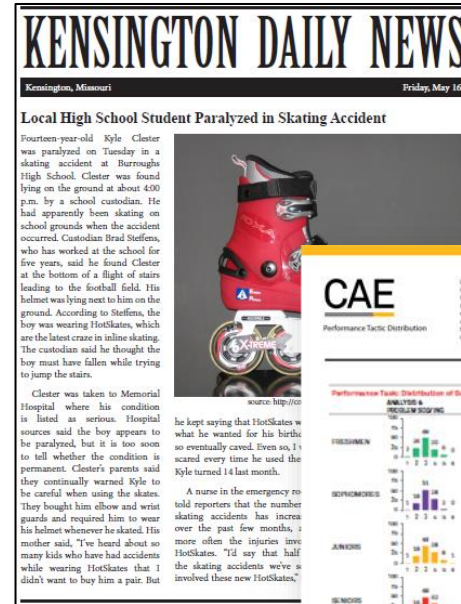 KENSINGTON DAILY NEWS
Kensington, Missouri
Friday, May 16
Local High School Student Paralyzed in Skating Accident
Fourteen-year-old Kyle Clester
was paralyzed on Tuesday in a
skating accident at Burroughs
High School. Clester was found
lying on the ground at about 4:00
p.m. by a school custodian. He
had apparently been skating on
school grounds when the accident
occurred. Custodian Brad Steffens,
who has worked at the school for
five years, said he found Clester
at the bottom of a flight of stairs
leading to the football field. His
helmet was lying next to him on the
ground. According to Steffens, the
boy was wearing HotSkates, which
are the latest craze in inline skating.
The custodian said he thought the
boy must have fallen while trying
to jump the stairs.
Clester was taken to Memorial
Hospital where his condition
is listed as serious. Hospital
sources said the boy appears to
be paralyzed, but it is too soon
to tell whether the condition is
permanent. Clester's parents said
they continually warned Kyle to
be careful when using the skates.
They bought him elbow and wrist
guards and required him to wear
his helmet whenever he skated. His
mother said, "I've heard about so
many kids who have had accidents
while wearing HotSkates that I
didn't want to buy him a pair. But
ROXA
X-TREME
source: http://
he kept saying that HotSkates
what he wanted for his
so eventually caved. Even so, I
scared every time he used
Kyle turned 14 last month.
A nurse in the emergency
told reporters that the number
skating accidents has
over the past few months,
more often the injuries
HotSkates. "I'd say that half
the skating accidents we've
involved these new HotSkates,"
CAE
Performance Tactic Distribution
Performance Task: Distribution of
ANALYSIS &
PROBLEM SOLVING
FRESHMEN
SOPHOMORES
JUNIORS
SENIORS